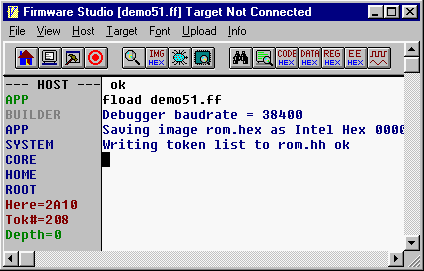 Firmware Studio [demo51.ff] Target Not Connected
File View Host Target Font Upload Info
IMG HEX CODE HEX DATA HEX REG HEX EE HEX
--- HOST ---
APP
BUILDER
APP
SYSTEM
CORE
HOME
ROOT
Here=2A10
Tok#=208
Depth=0
ok
fload demo51.ff
Debugger baudrate = 38400
Saving image rom.hex as Intel Hex 0000
Writing token list to rom.hh ok